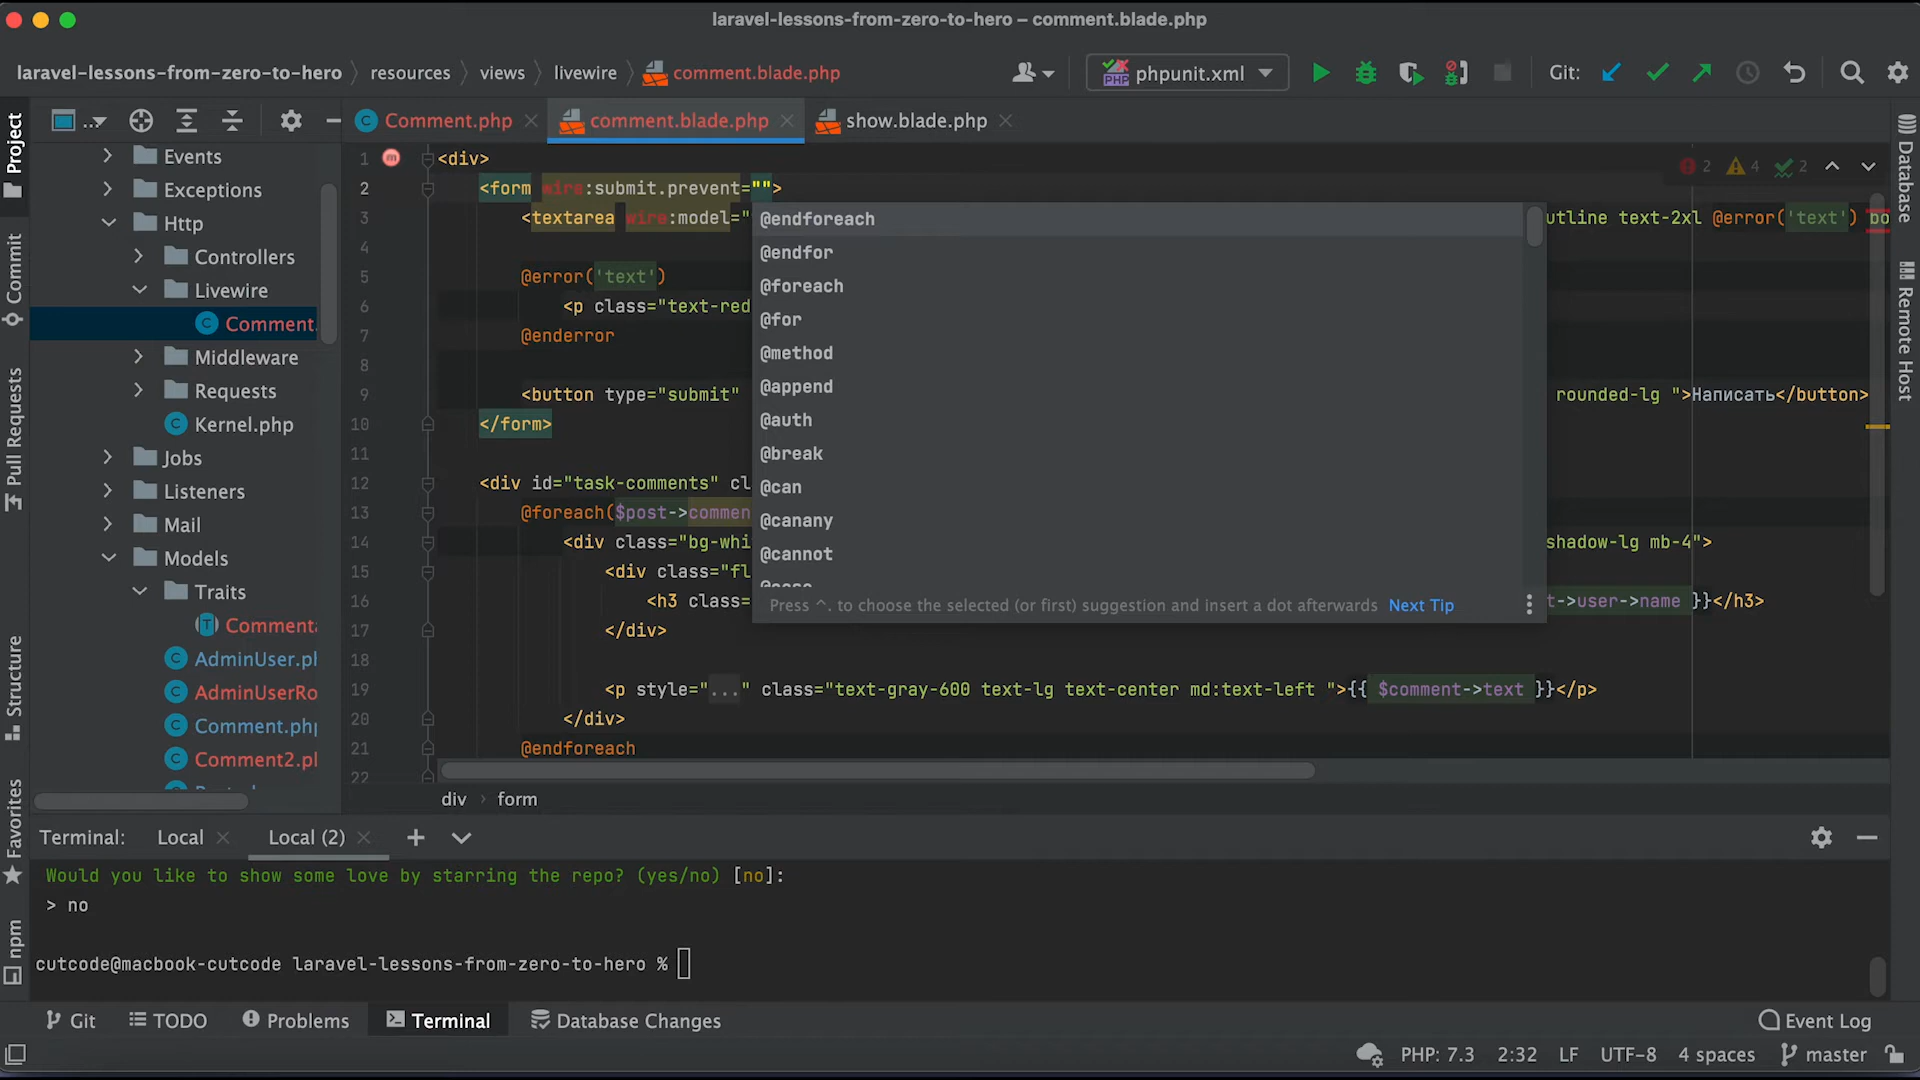 laravel-lessons-from-zero-to-hero – comment.blade.php
laravel-lessons-from-zero-to-hero
resources
views
livewire
comment.blade.php
phpunit.xml
Git:
Project
Commit
Pull Requests
Structure
Favorites
npm
Events
Exceptions
Http
Controllers
Livewire
Comment.
Middleware
Requests
Kernel.php
Jobs
Listeners
Mail
Models
Traits
AdminUser.ph
AdminUserRo
Comment.php
Comment2.pl
Comment.php
comment.blade.php
show.blade.php
2 4 2
1 <div>
2 <form wire:submit.prevent="">
3 <textarea wire:model=" utline text-2xl @error('text') bo
4
5 @error('text')
6 <p class="text-red
7 @enderror
8
9 <button type="submit" rounded-lg ">Написать</button>
10 </form>
11
12 <div id="task-comments" cl
13 @foreach($post->commen
14 <div class="bg-whi shadow-lg mb-4">
15 <div class="fl
16 <h3 class= t->user->name }}</h3>
17 </div>
18
19 <p style="..." class="text-gray-600 text-lg text-center md:text-left ">{{ $comment->text }}</p>
20 </div>
21 @endforeach
22
@endforeach
@endfor
@foreach
@for
@method
@append
@auth
@break
@can
@canany
@cannot
Press ^. to choose the selected (or first) suggestion and insert a dot afterwards Next Tip
div › form
Database
Remote Host
Terminal: Local Local (2)
Would you like to show some love by starring the repo? (yes/no) [no]:
> no
cutcode@macbook-cutcode laravel-lessons-from-zero-to-hero %
Git TODO Problems Terminal Database Changes Event Log
PHP: 7.3 2:32 LF UTF-8 4 spaces master